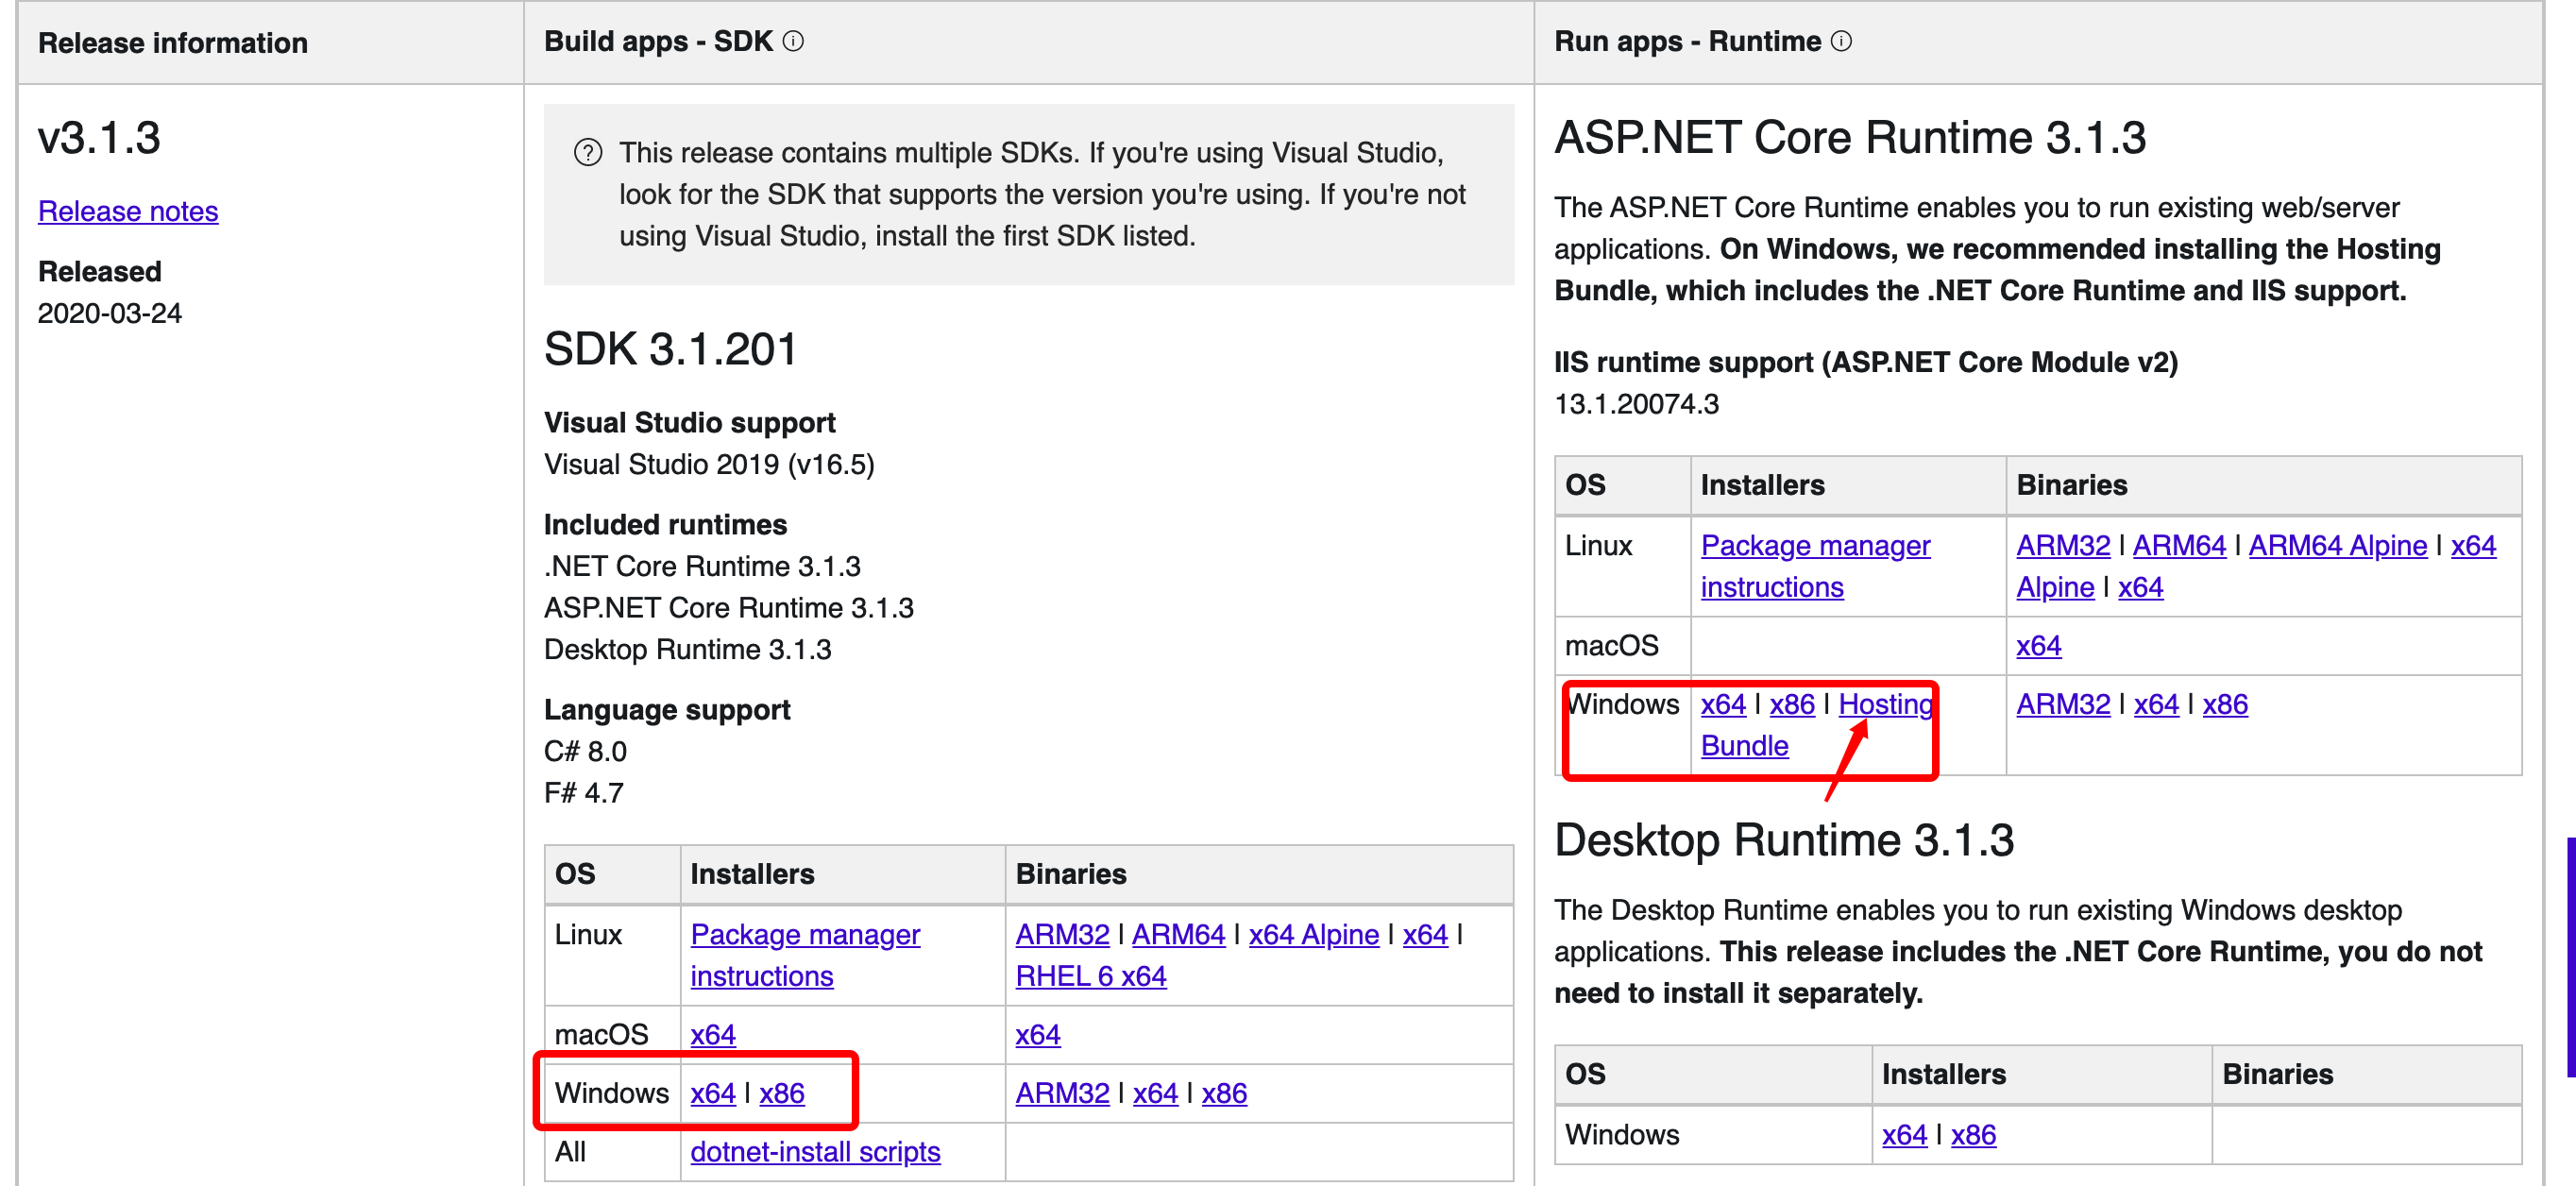 Release information
Build apps - SDK
Run apps - Runtime
v3.1.3
Release notes
Released
2020-03-24
This release contains multiple SDKs. If you're using Visual Studio,
look for the SDK that supports the version you're using. If you're not
using Visual Studio, install the first SDK listed.
SDK 3.1.201
Visual Studio support
Visual Studio 2019 (v16.5)
Included runtimes
.NET Core Runtime 3.1.3
ASP.NET Core Runtime 3.1.3
Desktop Runtime 3.1.3
Language support
C# 8.0
F# 4.7
OS Installers Binaries
Linux Package manager instructions ARM32 | ARM64 | x64 Alpine | x64 |
RHEL 6 x64
macOS x64 x64
Windows x64 | x86 ARM32 | x64 | x86
All dotnet-install scripts
ASP.NET Core Runtime 3.1.3
The ASP.NET Core Runtime enables you to run existing web/server
applications. On Windows, we recommended installing the Hosting
Bundle, which includes the .NET Core Runtime and IIS support.
IIS runtime support (ASP.NET Core Module v2)
13.1.20074.3
OS Installers Binaries
Linux Package manager instructions ARM32 | ARM64 | ARM64 Alpine | x64
Alpine | x64
macOS x64
Windows x64 | x86 | Hosting Bundle ARM32 | x64 | x86
Desktop Runtime 3.1.3
The Desktop Runtime enables you to run existing Windows desktop
applications. This release includes the .NET Core Runtime, you do not
need to install it separately.
OS Installers Binaries
Windows x64 | x86